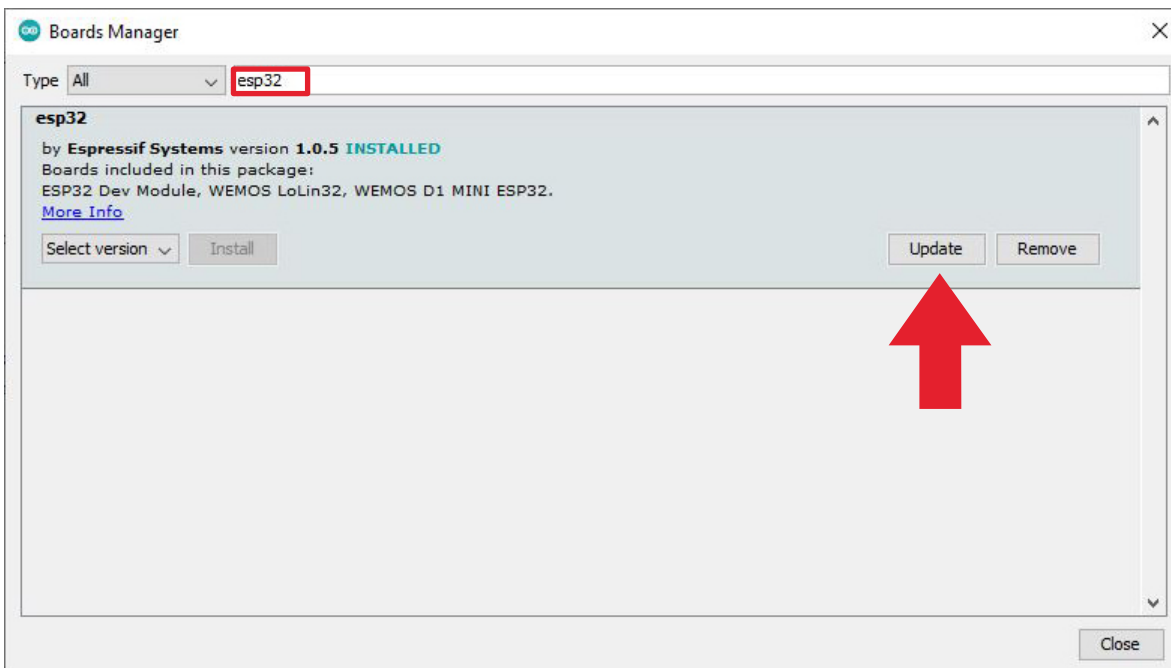 Boards Manager
Type All esp32
esp32
by Espressif Systems version 1.0.5 INSTALLED
Boards included in this package:
ESP32 Dev Module, WEMOS LoLin32, WEMOS D1 MINI ESP32.
More Info
Select version Install Update Remove
Close